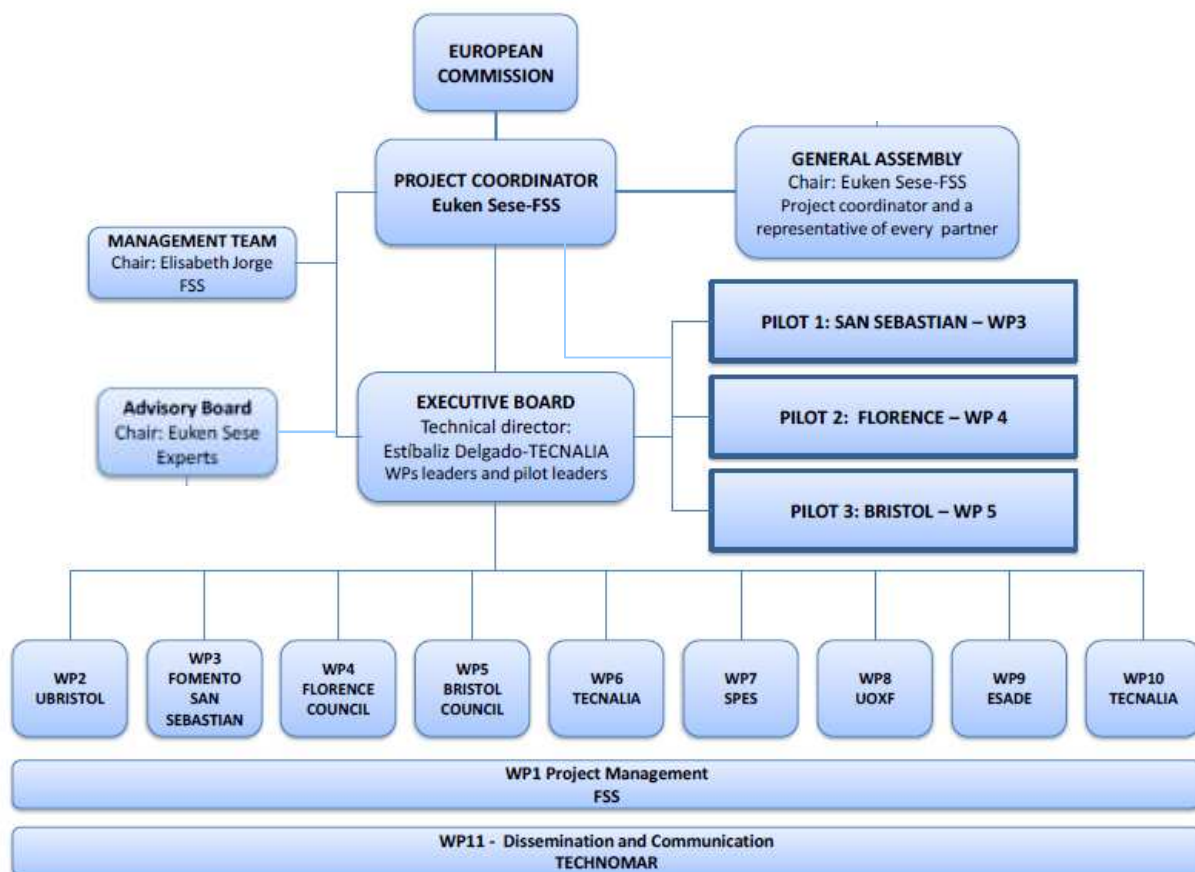 EUROPEAN
COMMISSION
PROJECT COORDINATOR
Euken Sese-FSS
GENERAL ASSEMBLY
Chair: Euken Sese-FSS
Project coordinator and a
representative of every partner
MANAGEMENT TEAM
Chair: Elisabeth Jorge
FSS
PILOT 1: SAN SEBASTIAN – WP3
Advisory Board
Chair: Euken Sese
Experts
EXECUTIVE BOARD
Technical director:
Estíbaliz Delgado-TECNALIA
WPs leaders and pilot leaders
PILOT 2: FLORENCE – WP 4
PILOT 3: BRISTOL – WP 5
WP2
UBRISTOL
WP3
FOMENTO
SAN
SEBASTIAN
WP4
FLORENCE
COUNCIL
WP5
BRISTOL
COUNCIL
WP6
TECNALIA
WP7
SPES
WP8
UOXF
WP9
ESADE
WP10
TECNALIA
WP1 Project Management
FSS
WP11 - Dissemination and Communication
TECHNOMAR